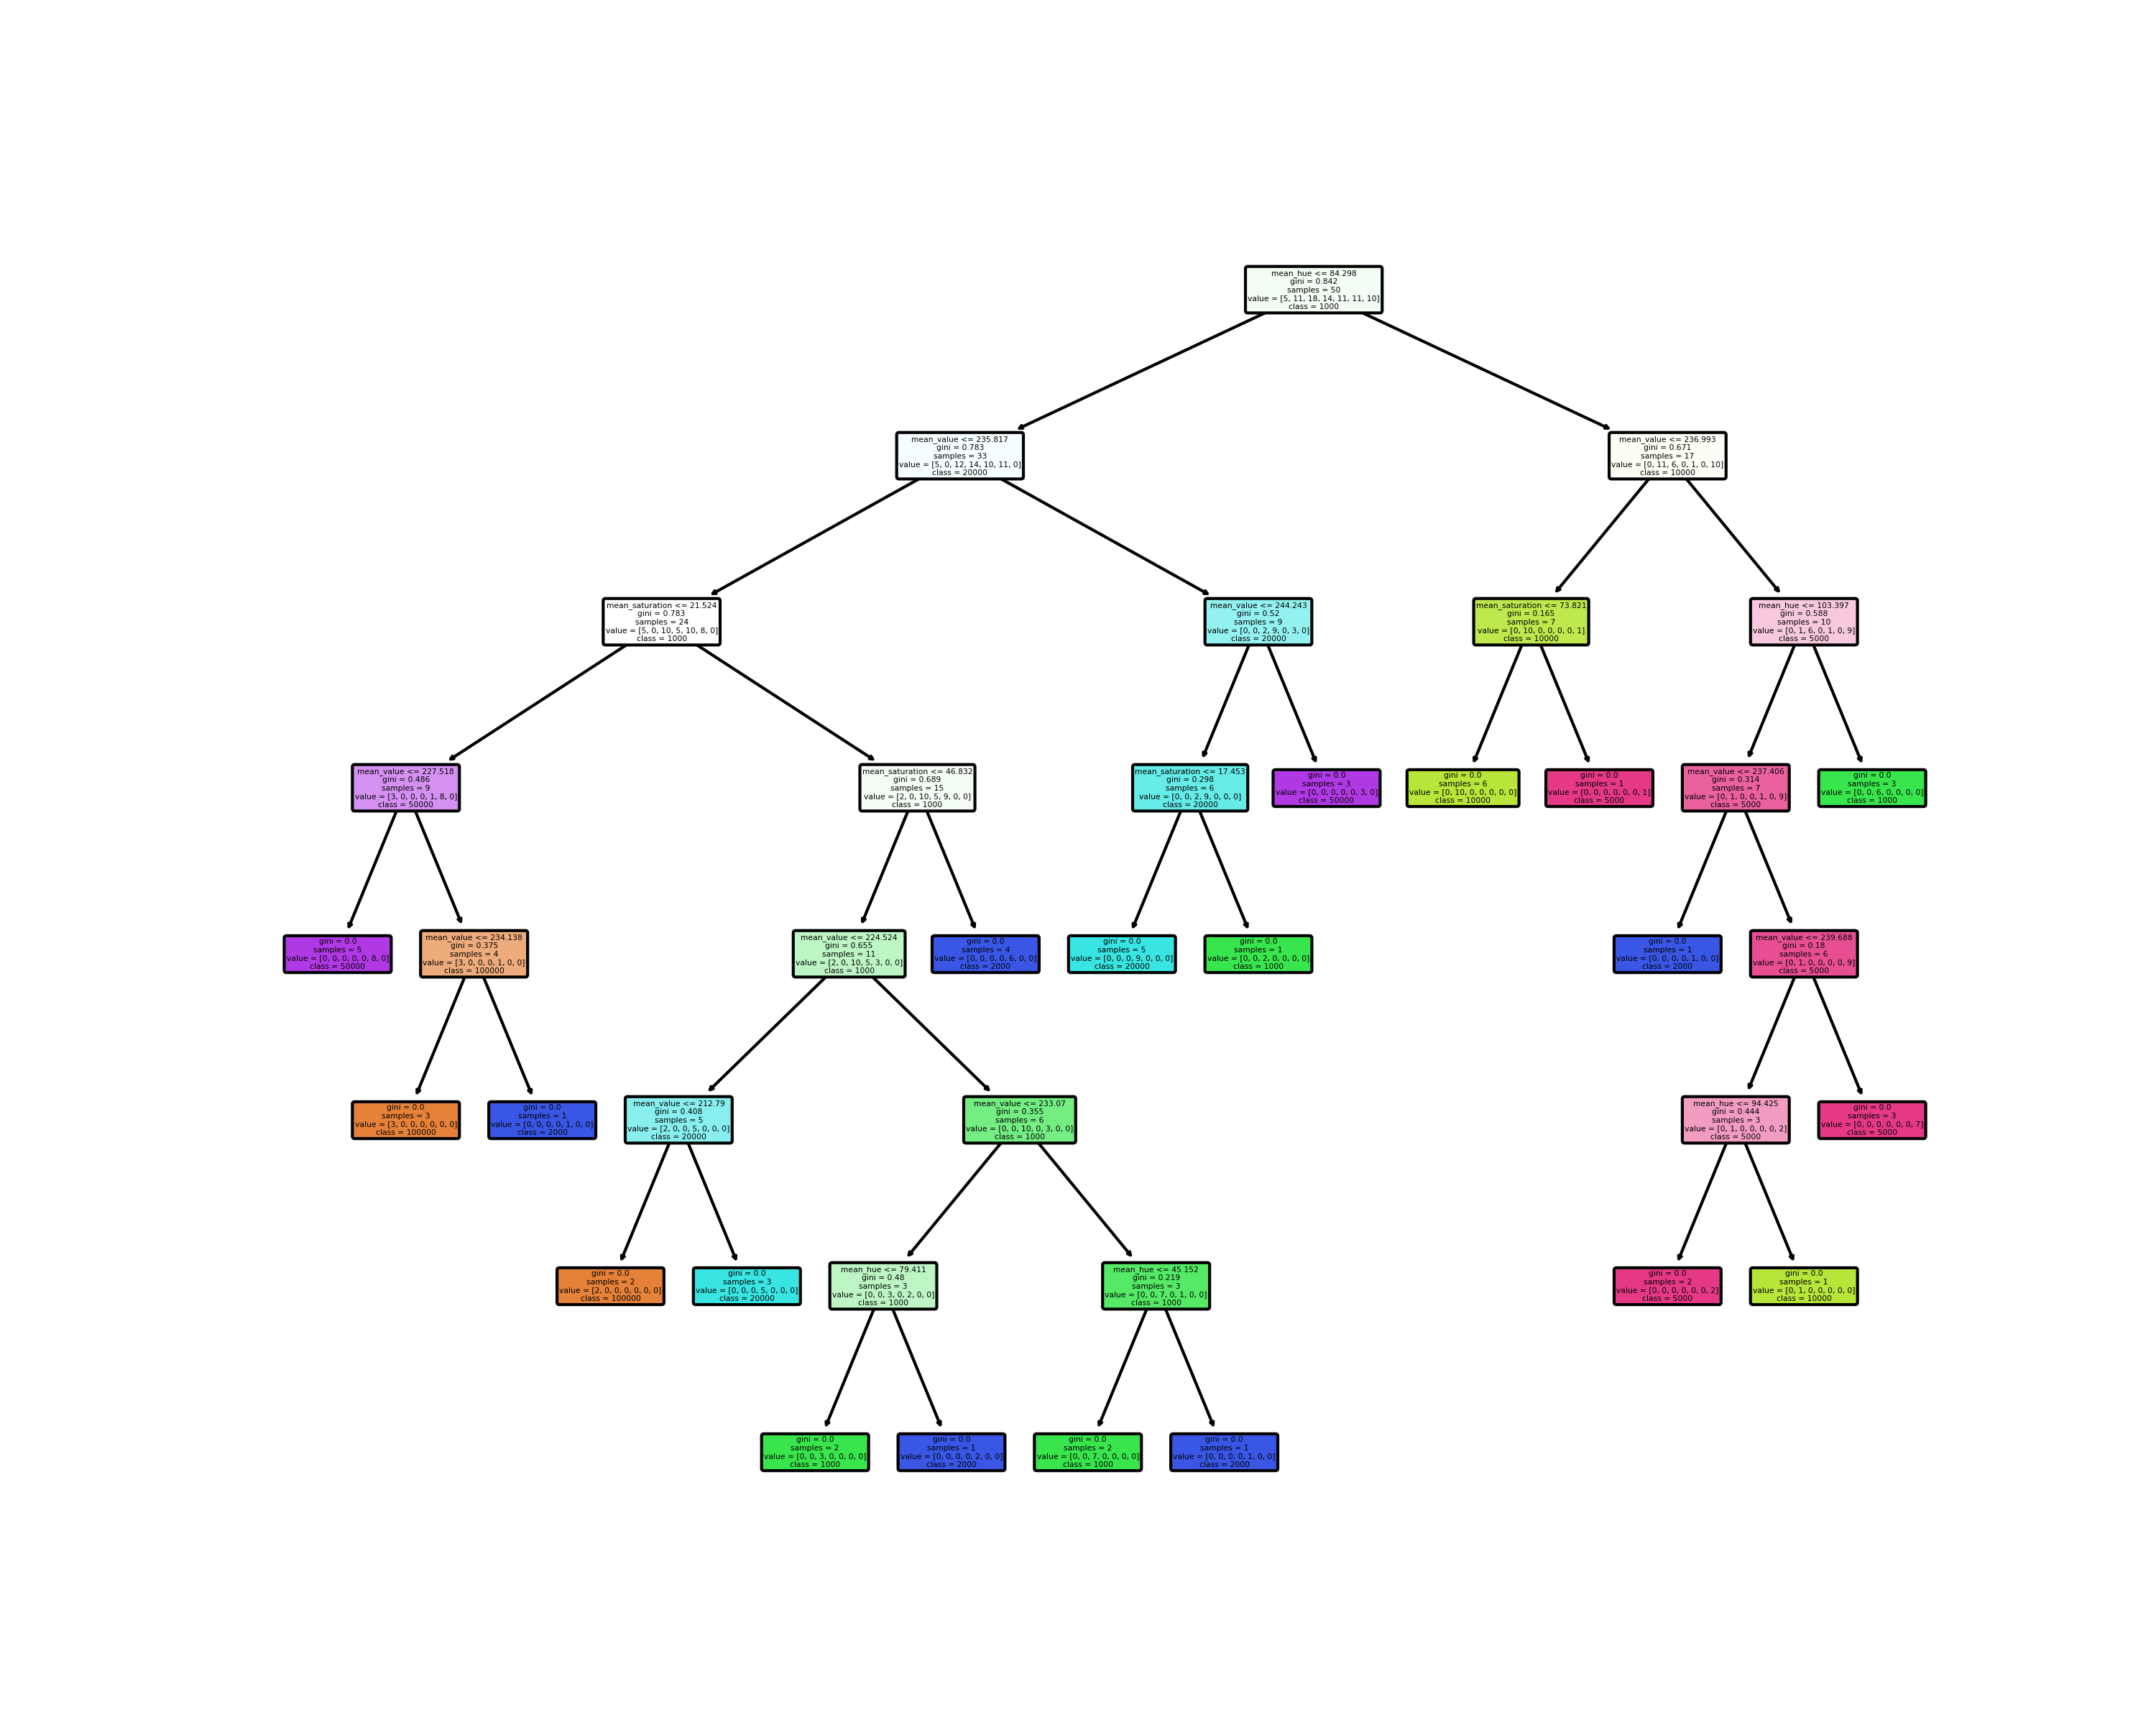 mean_hue <= 84.298
gini = 0.842
samples = 50
value = [5, 11, 18, 14, 11, 11, 10]
class = 1000
mean_value <= 235.817
gini = 0.783
samples = 33
value = [5, 0, 12, 14, 10, 11, 0]
class = 20000
mean_value <= 236.993
gini = 0.671
samples = 17
value = [0, 11, 6, 0, 1, 0, 10]
class = 10000
mean_saturation <= 21.524
gini = 0.783
samples = 24
value = [5, 0, 10, 5, 10, 8, 0]
class = 1000
mean_value <= 244.243
gini = 0.52
samples = 9
value = [0, 0, 2, 9, 0, 3, 0]
class = 20000
mean_saturation <= 73.821
gini = 0.165
samples = 7
value = [0, 10, 0, 0, 0, 0, 1]
class = 10000
mean_hue <= 103.397
gini = 0.588
samples = 10
value = [0, 1, 6, 0, 1, 0, 9]
class = 5000
mean_value <= 227.518
gini = 0.486
samples = 9
value = [3, 0, 0, 0, 1, 8, 0]
class = 50000
mean_saturation <= 46.832
gini = 0.689
samples = 15
value = [2, 0, 10, 5, 9, 0, 0]
class = 1000
mean_saturation <= 17.453
gini = 0.298
samples = 6
value = [0, 0, 2, 9, 0, 0, 0]
class = 20000
gini = 0.0
samples = 3
value = [0, 0, 0, 0, 0, 3, 0]
class = 50000
gini = 0.0
samples = 6
value = [0, 10, 0, 0, 0, 0, 0]
class = 10000
gini = 0.0
samples = 1
value = [0, 0, 0, 0, 0, 0, 1]
class = 5000
mean_value <= 237.406
gini = 0.314
samples = 7
value = [0, 1, 0, 0, 1, 0, 9]
class = 5000
gini = 0.0
samples = 3
value = [0, 0, 6, 0, 0, 0, 0]
class = 1000
gini = 0.0
samples = 5
value = [0, 0, 0, 0, 0, 8, 0]
class = 50000
mean_value <= 234.138
gini = 0.375
samples = 4
value = [3, 0, 0, 0, 1, 0, 0]
class = 100000
mean_value <= 224.524
gini = 0.655
samples = 11
value = [2, 0, 10, 5, 3, 0, 0]
class = 1000
gini = 0.0
samples = 4
value = [0, 0, 0, 0, 6, 0, 0]
class = 2000
gini = 0.0
samples = 5
value = [0, 0, 0, 9, 0, 0, 0]
class = 20000
gini = 0.0
samples = 1
value = [0, 0, 2, 0, 0, 0, 0]
class = 1000
gini = 0.0
samples = 1
value = [0, 0, 0, 0, 1, 0, 0]
class = 2000
mean_value <= 239.688
gini = 0.18
samples = 6
value = [0, 1, 0, 0, 0, 0, 9]
class = 5000
gini = 0.0
samples = 3
value = [3, 0, 0, 0, 0, 0, 0]
class = 100000
gini = 0.0
samples = 1
value = [0, 0, 0, 0, 1, 0, 0]
class = 2000
mean_value <= 212.79
gini = 0.408
samples = 5
value = [2, 0, 0, 5, 0, 0, 0]
class = 20000
mean_value <= 233.07
gini = 0.355
samples = 6
value = [0, 0, 10, 0, 3, 0, 0]
class = 1000
mean_hue <= 94.425
gini = 0.444
samples = 3
value = [0, 1, 0, 0, 0, 0, 2]
class = 5000
gini = 0.0
samples = 3
value = [0, 0, 0, 0, 0, 0, 7]
class = 5000
gini = 0.0
samples = 2
value = [2, 0, 0, 0, 0, 0, 0]
class = 100000
gini = 0.0
samples = 3
value = [0, 0, 0, 5, 0, 0, 0]
class = 20000
mean_hue <= 79.411
gini = 0.48
samples = 3
value = [0, 0, 3, 0, 2, 0, 0]
class = 1000
mean_hue <= 45.152
gini = 0.219
samples = 3
value = [0, 0, 7, 0, 1, 0, 0]
class = 1000
gini = 0.0
samples = 2
value = [0, 0, 0, 0, 0, 0, 2]
class = 5000
gini = 0.0
samples = 1
value = [0, 1, 0, 0, 0, 0, 0]
class = 10000
gini = 0.0
samples = 2
value = [0, 0, 3, 0, 0, 0, 0]
class = 1000
gini = 0.0
samples = 1
value = [0, 0, 0, 0, 2, 0, 0]
class = 2000
gini = 0.0
samples = 2
value = [0, 0, 7, 0, 0, 0, 0]
class = 1000
gini = 0.0
samples = 1
value = [0, 0, 0, 0, 1, 0, 0]
class = 2000